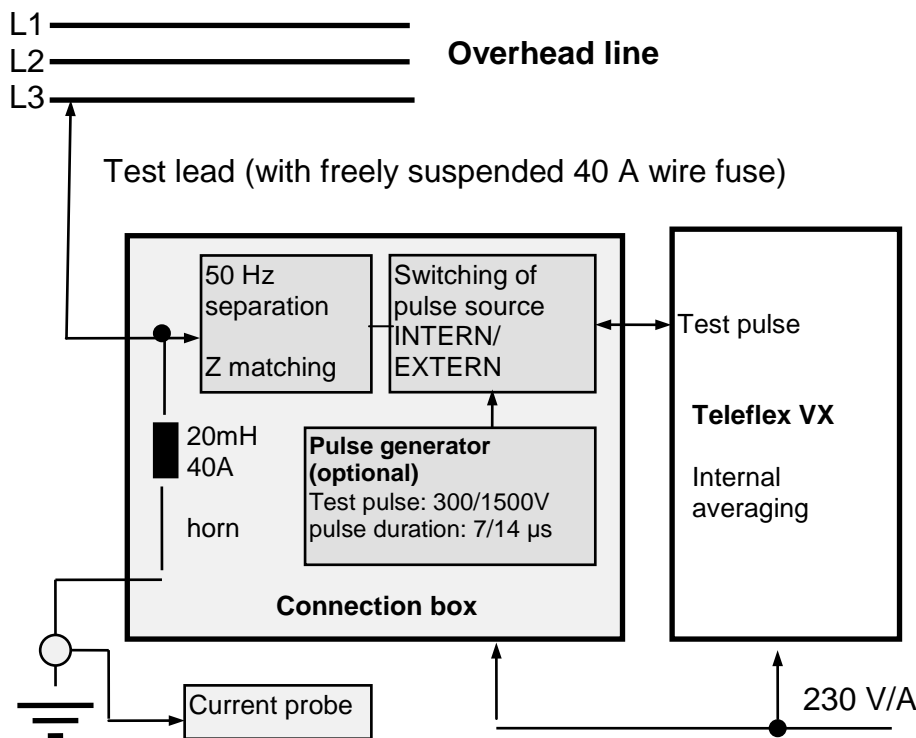 L1
L2
L3
Overhead line
Test lead (with freely suspended 40 A wire fuse)
50 Hz
separation
Z matching
Switching of
pulse source
INTERN/
EXTERN
Test pulse
Teleflex VX
Internal
averaging
20mH
40A
horn
Pulse generator
(optional)
Test pulse: 300/1500V
pulse duration: 7/14 µs
Connection box
Current probe
230 V/A